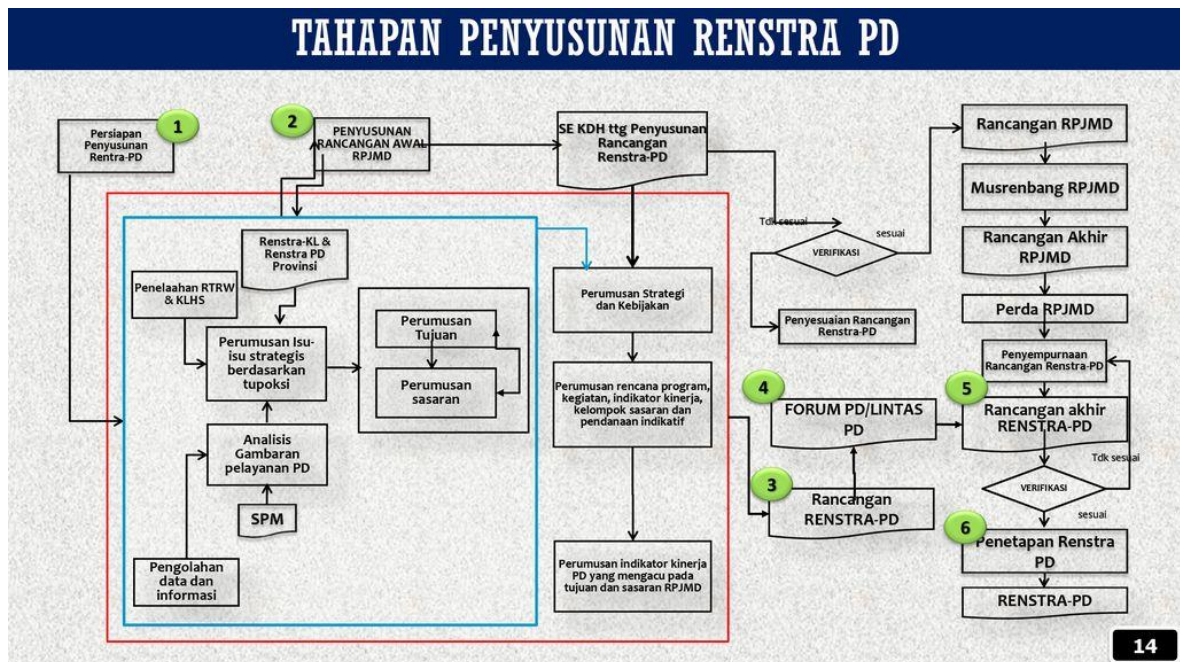 TAHAPAN PENYUSUNAN RENSTRA PD
1
Persiapan
Penyusunan
Rentra-PD
2
PENYUSUNAN
RANCANGAN AWAL
RPJMD
SE KDH ttg Penyusunan
Rancangan
Renstra-PD
Renstra-KL &
Renstra PD
Provinsi
Penelaahan RTRW
& KLHS
Perumusan Isu-
isu strategis
berdasarkan
tupoksi
Analisis
Gambaran
pelayanan PD
SPM
Pengolahan
data dan
informasi
Perumusan
Tujuan
Perumusan
sasaran
Perumusan Strategi
dan Kebijakan
Perumusan rencana program,
kegiatan, indikator kinerja,
kelompok sasaran dan
pendanaan indikatif
Perumusan indikator kinerja
PD yang mengacu pada
tujuan dan sasaran RPJMD
Tdk sesuai
sesuai
VERIFIKASI
Penyesuaian Rancangan
Renstra-PD
3
Rancangan
RENSTRA-PD
4
FORUM PD/LINTAS
PD
Rancangan RPJMD
Musrenbang RPJMD
Rancangan Akhir
RPJMD
Perda RPJMD
Penyempurnaan
Rancangan Renstra-PD
5
Rancangan akhir
RENSTRA-PD
Tdk sesuai
VERIFIKASI
sesuai
6
Penetapan Renstra
PD
RENSTRA-PD
14